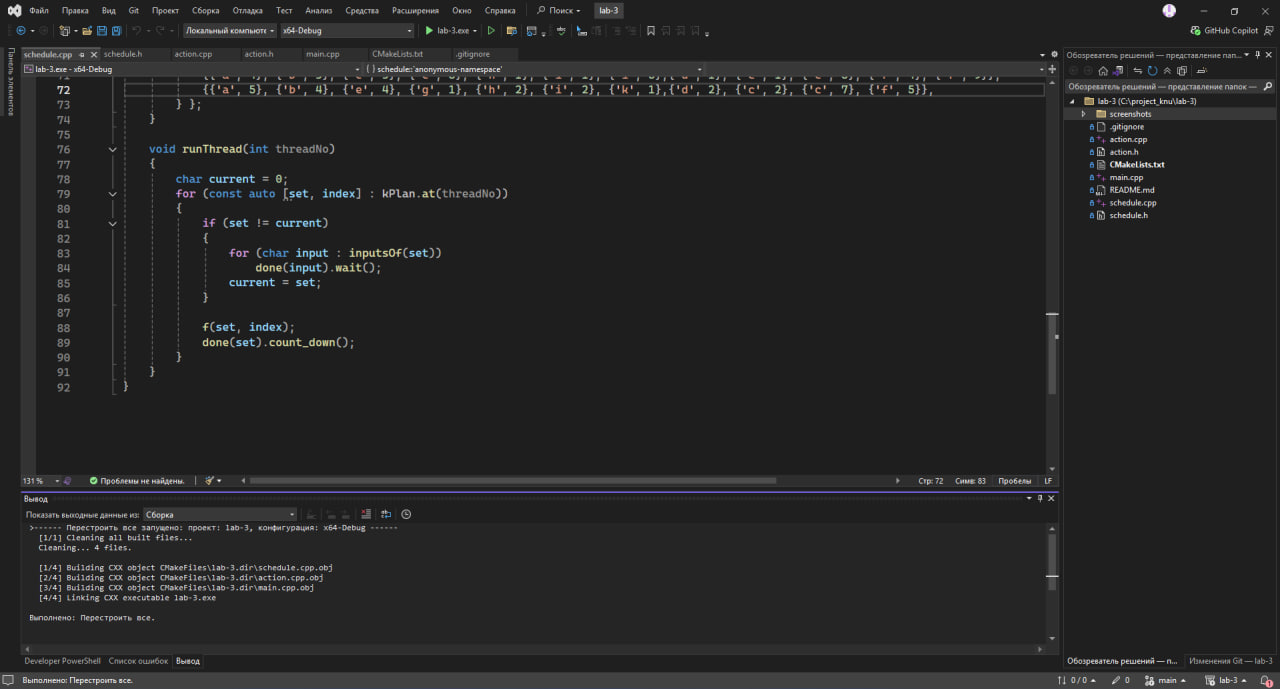 Файл Правка Вид Git Проект Сборка Отладка Тест Анализ Средства Расширения Окно Справка Поиск lab-3
Локальный компьюте x64-Debug lab-3.exe GitHub Copilot
Панель элементов
schedule.cpp schedule.h action.cpp action.h main.cpp CMakeLists.txt .gitignore
lab-3.exe - x64-Debug { } schedule::`anonymous-namespace'
72 {{'a', 5}, {'b', 4}, {'e', 4}, {'g', 1}, {'h', 2}, {'i', 2}, {'k', 1},{'d', 2}, {'c', 2}, {'c', 7}, {'f', 5}},
73 } };
74 }
75
76 void runThread(int threadNo)
77 {
78 char current = 0;
79 for (const auto [set, index] : kPlan.at(threadNo))
80 {
81 if (set != current)
82 {
83 for (char input : inputsOf(set))
84 done(input).wait();
85 current = set;
86 }
87
88 f(set, index);
89 done(set).count_down();
90 }
91 }
92 }
131 % Проблемы не найдены. Стр: 72 Симв: 83 Пробелы LF
Вывод
Показать выходные данные из: Сборка
>------ Перестроить все запущено: проект: lab-3, конфигурация: x64-Debug ------
[1/1] Cleaning all built files...
Cleaning... 4 files.
[1/4] Building CXX object CMakeFiles\lab-3.dir\schedule.cpp.obj
[2/4] Building CXX object CMakeFiles\lab-3.dir\action.cpp.obj
[3/4] Building CXX object CMakeFiles\lab-3.dir\main.cpp.obj
[4/4] Linking CXX executable lab-3.exe
Выполнено: Перестроить все.
Developer PowerShell Список ошибок Вывод
Обозреватель решений — представление пап...
Обозреватель решений — представление папок —
lab-3 (C:\project_knu\lab-3)
screenshots
.gitignore
action.cpp
action.h
CMakeLists.txt
main.cpp
README.md
schedule.cpp
schedule.h
Обозреватель решений — п... Изменения Git — lab-3
Выполнено: Перестроить все. 0 / 0 0 main lab-3 1